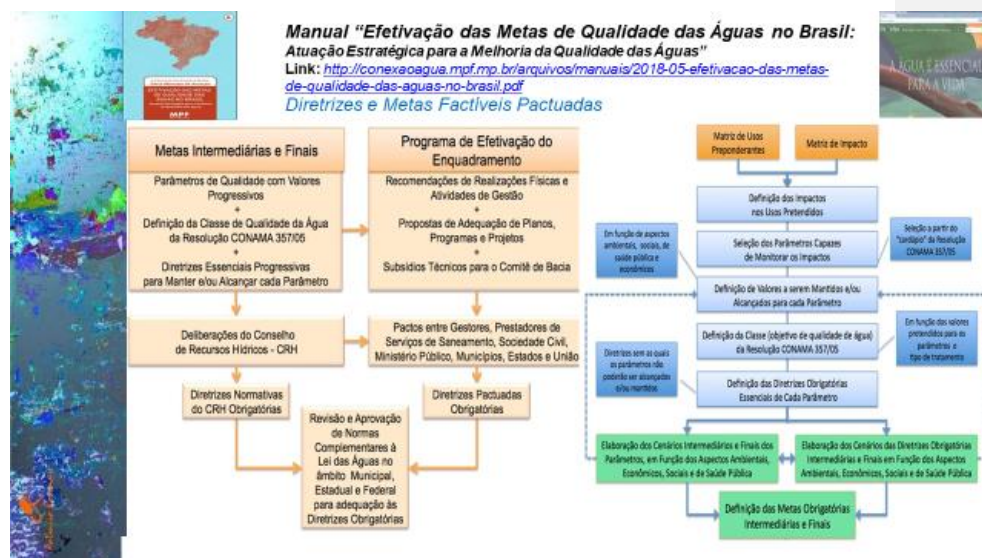 Manual “Efetivação das Metas de Qualidade das Águas no Brasil:
Atuação Estratégica para a Melhoria da Qualidade das Águas”
Link: http://conexaoagua.mpf.mp.br/arquivos/manuais/2018-05-efetivacao-das-metas-
de-qualidade-das-aguas-no-brasil.pdf
Diretrizes e Metas Factíveis Pactuadas
MPF
A ÁGUA É ESSENCIAL
PARA A VIDA
Metas Intermediárias e Finais
Parâmetros de Qualidade com Valores
Progressivos
+
Definição da Classe de Qualidade da Água
da Resolução CONAMA 357/05
+
Diretrizes Essenciais Progressivas
para Manter e/ou Alcançar cada Parâmetro
Deliberações do Conselho
de Recursos Hídricos - CRH
Diretrizes Normativas
do CRH Obrigatórias
Programa de Efetivação do
Enquadramento
Recomendações de Realizações Físicas e
Atividades de Gestão
+
Propostas de Adequação de Planos,
Programas e Projetos
+
Subsídios Técnicos para o Comitê de Bacia
Pactos entre Gestores, Prestadores de
Serviços de Saneamento, Sociedade Civil,
Ministério Público, Municípios, Estados e União
Diretrizes Pactuadas
Obrigatórias
Revisão e Aprovação
de Normas
Complementares à
Lei das Águas no
âmbito Municipal,
Estadual e Federal
para adequação às
Diretrizes Obrigatórias
Matriz de Usos
Preponderantes
Matriz de Impacto
Definição dos Impactos
nos Usos Pretendidos
Em função de aspectos
ambientais, sociais, de
saúde pública e
econômicos
Seleção dos Parâmetros Capazes
de Monitorar os Impactos
Seleção a partir do
"cardápio" da Resolução
CONAMA 357/05
Definição de Valores a serem Mantidos e/ou
Alcançados para cada Parâmetro
Definição da Classe (objetivo de qualidade de água)
da Resolução CONAMA 357/05
Em função dos valores
pretendidos para os
parâmetros e
tipo de tratamento
Diretrizes sem as quais
os parâmetros não
poderão ser alcançados
e/ou mantidos
Definição das Diretrizes Obrigatórias
Essenciais de Cada Parâmetro
Elaboração dos Cenários Intermediários e Finais dos
Parâmetros, em Função dos Aspectos Ambientais,
Econômicos, Sociais e de Saúde Pública
Elaboração dos Cenários das Diretrizes Obrigatórias
Intermediárias e Finais em Função dos Aspectos
Ambientais, Econômicos, Sociais e de Saúde Pública
Definição das Metas Obrigatórias
Intermediárias e Finais